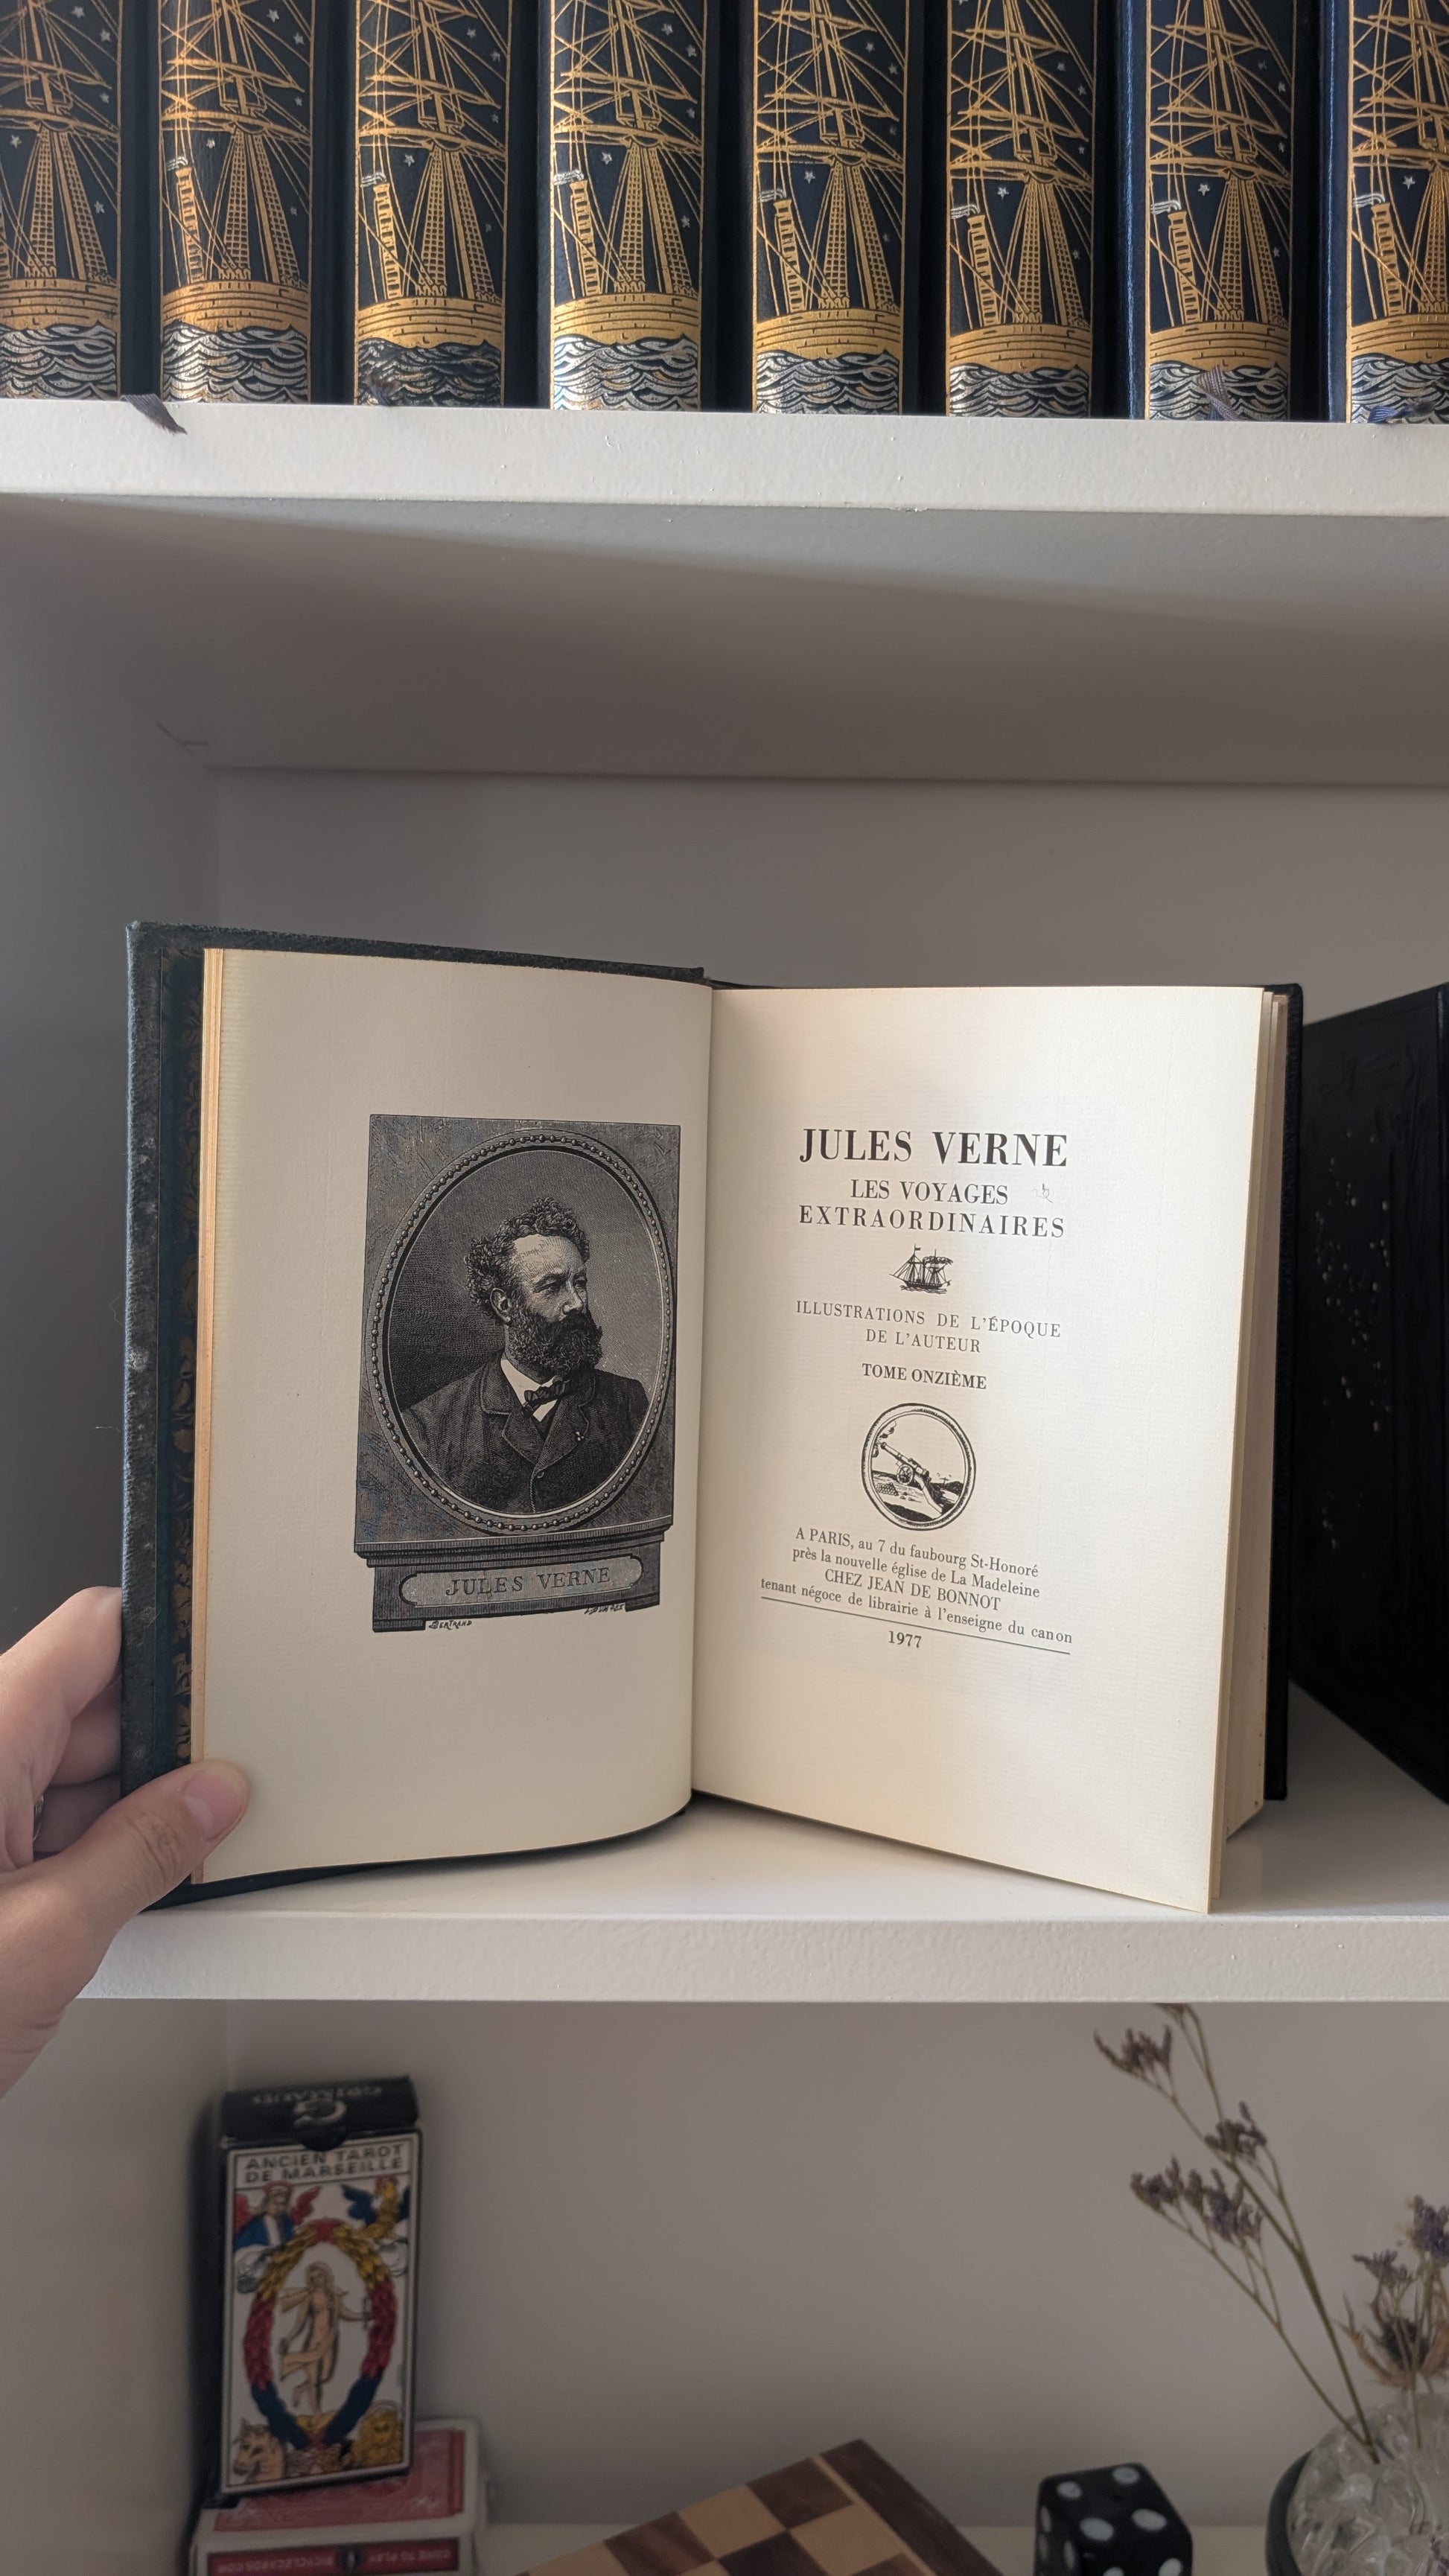 JULES VERNE
BERTRAND
JULES VERNE
LES VOYAGES
EXTRAORDINAIRES
ILLUSTRATIONS DE L'ÉPOQUE
DE L'AUTEUR
TOME ONZIÈME
A PARIS, au 7 du faubourg St-Honoré
près la nouvelle église de La Madeleine
CHEZ JEAN DE BONNOT
tenant négoce de librairie à l'enseigne du canon
1977
GRIMAUD
ANCIEN TAROT
DE MARSEILLE